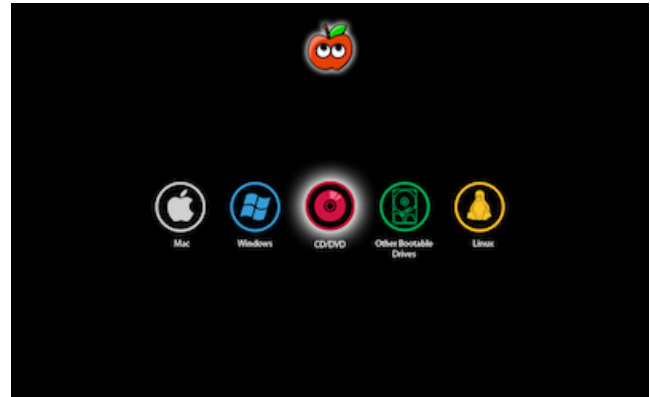 Mac
Windows
CD/DVD
Other Bootable
Drives
Linux